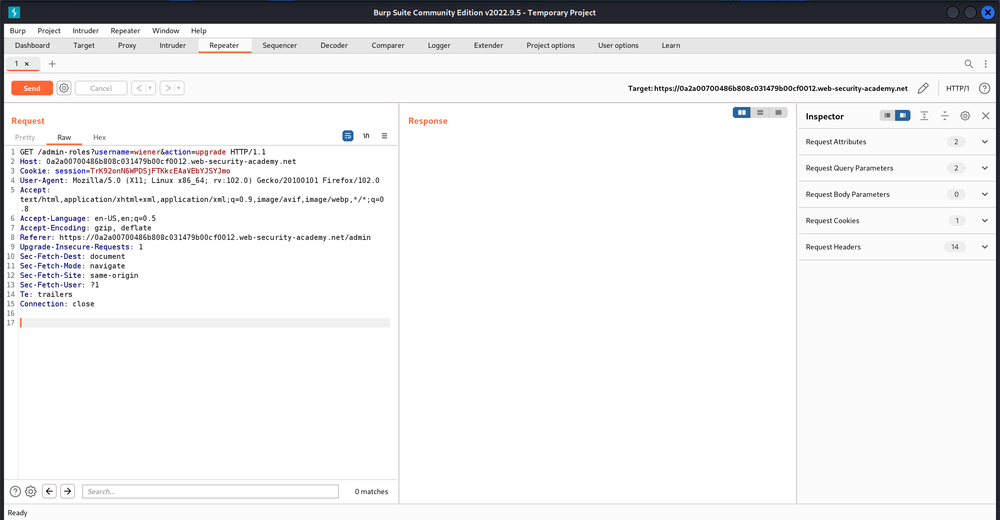 Burp Suite Community Edition v2022.9.5 - Temporary Project
Burp Project Intruder Repeater Window Help
Dashboard Target Proxy Intruder Repeater Sequencer Decoder Comparer Logger Extender Project options User options Learn
1 × +
Send Cancel < > Target: https://0a2a00700486b808c031479b00cf0012.web-security-academy.net HTTP/1 ?
Request
Pretty Raw Hex \n
1 GET /admin-roles?username=wiener&action=upgrade HTTP/1.1
2 Host: 0a2a00700486b808c031479b00cf0012.web-security-academy.net
3 Cookie: session=TrK92onN6WPDSjFTKkcEAaVEbYJSYJmo
4 User-Agent: Mozilla/5.0 (X11; Linux x86_64; rv:102.0) Gecko/20100101 Firefox/102.0
5 Accept:
text/html,application/xhtml+xml,application/xml;q=0.9,image/avif,image/webp,*/*;q=0
.8
6 Accept-Language: en-US,en;q=0.5
7 Accept-Encoding: gzip, deflate
8 Referer: https://0a2a00700486b808c031479b00cf0012.web-security-academy.net/admin
9 Upgrade-Insecure-Requests: 1
10 Sec-Fetch-Dest: document
11 Sec-Fetch-Mode: navigate
12 Sec-Fetch-Site: same-origin
13 Sec-Fetch-User: ?1
14 Te: trailers
15 Connection: close
16
17
? Search... 0 matches
Response
Inspector
Request Attributes 2
Request Query Parameters 2
Request Body Parameters 0
Request Cookies 1
Request Headers 14
Ready